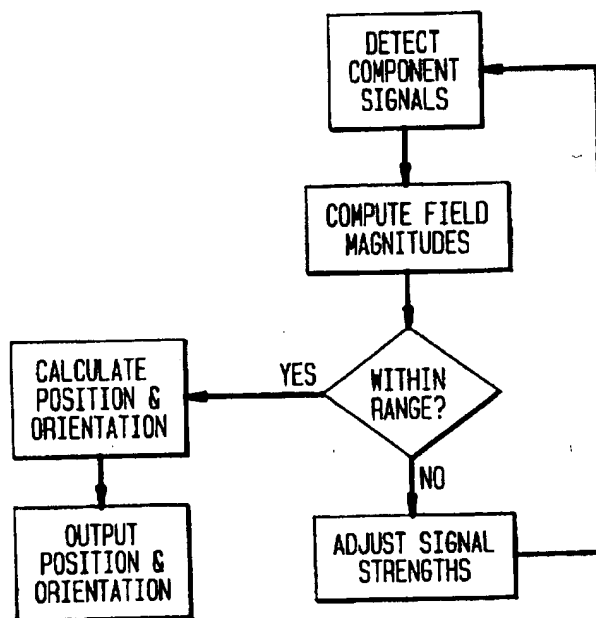 DETECT
COMPONENT
SIGNALS
COMPUTE FIELD
MAGNITUDES
WITHIN
RANGE?
YES
NO
CALCULATE
POSITION &
ORIENTATION
OUTPUT
POSITION &
ORIENTATION
ADJUST SIGNAL
STRENGTHS